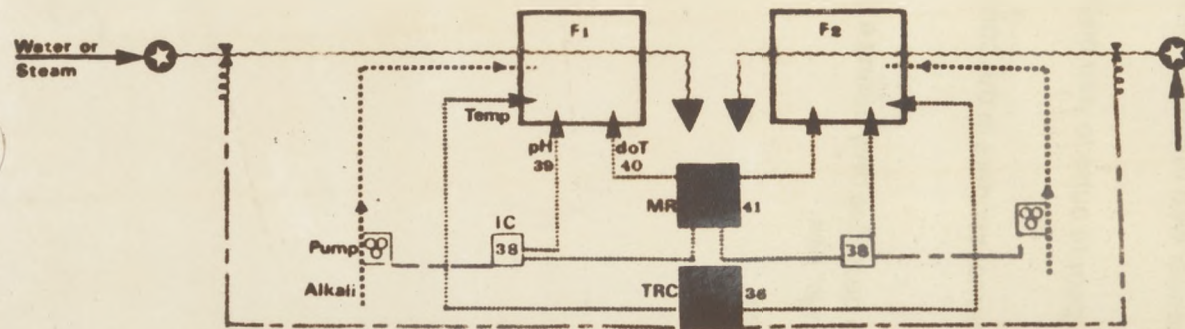 F1
F2
Water or
Steam
Temp
pH
39
doT
40
MR
41
IC
38
38
Pump
Alkali
TRC
36